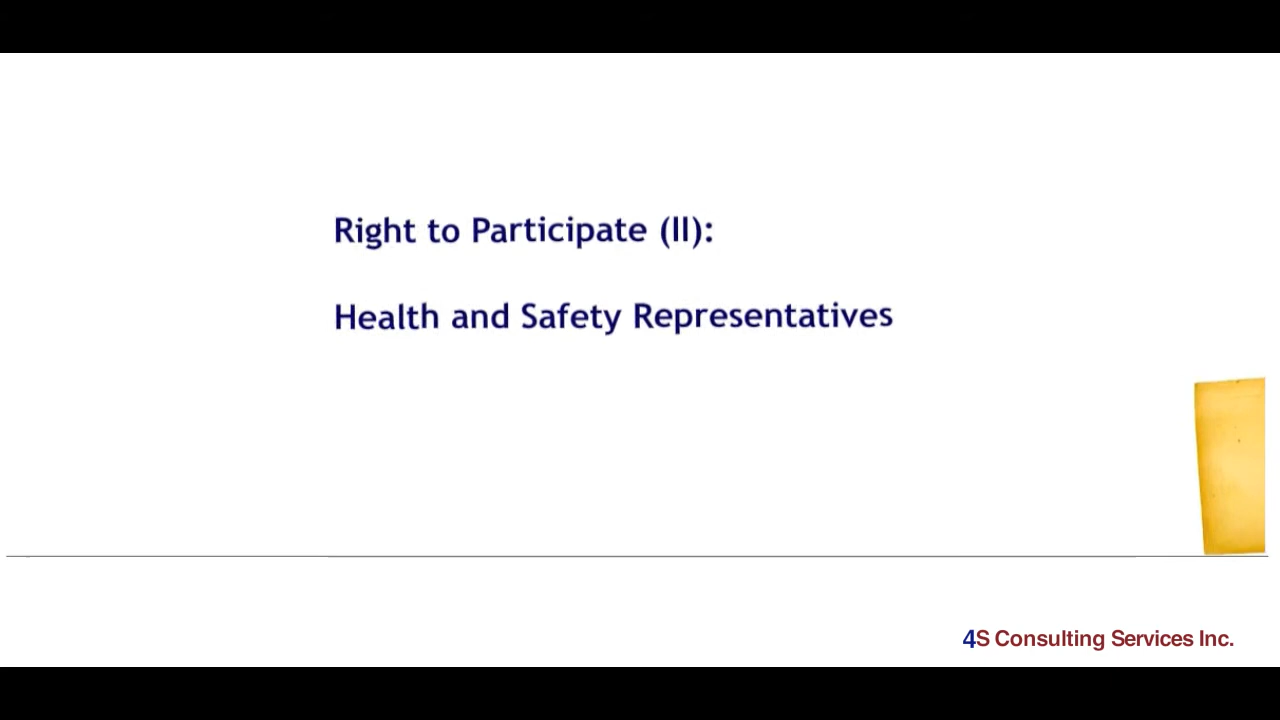 Right to Participate (II):
Health and Safety Representatives
4S Consulting Services Inc.